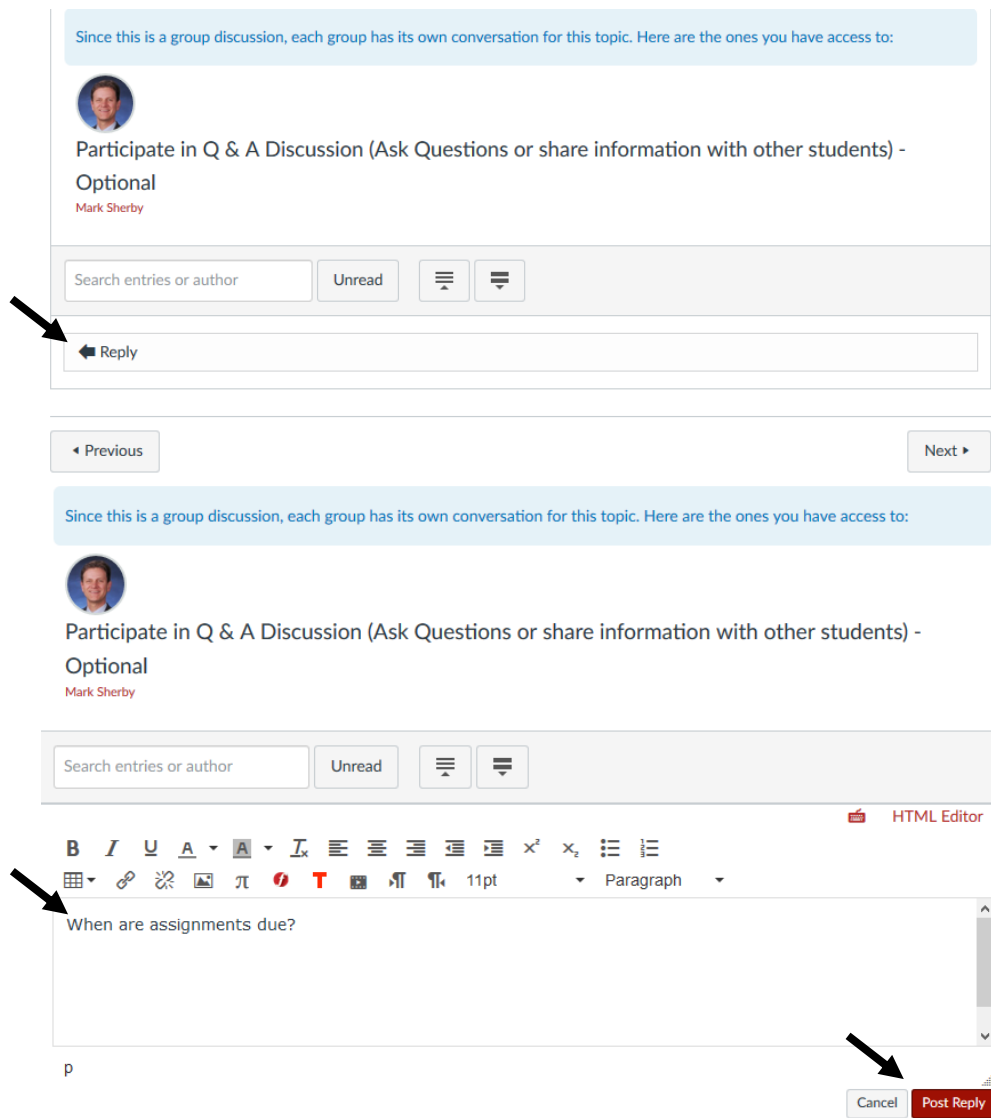 Since this is a group discussion, each group has its own conversation for this topic. Here are the ones you have access to:
Participate in Q & A Discussion (Ask Questions or share information with other students) -
Optional
Mark Sherby
Search entries or author Unread
Reply
Previous Next
Since this is a group discussion, each group has its own conversation for this topic. Here are the ones you have access to:
Participate in Q & A Discussion (Ask Questions or share information with other students) -
Optional
Mark Sherby
Search entries or author Unread
HTML Editor
B I U A A Tx x² x₂
π T ¶ ¶ 11pt Paragraph
When are assignments due?
p
Cancel Post Reply